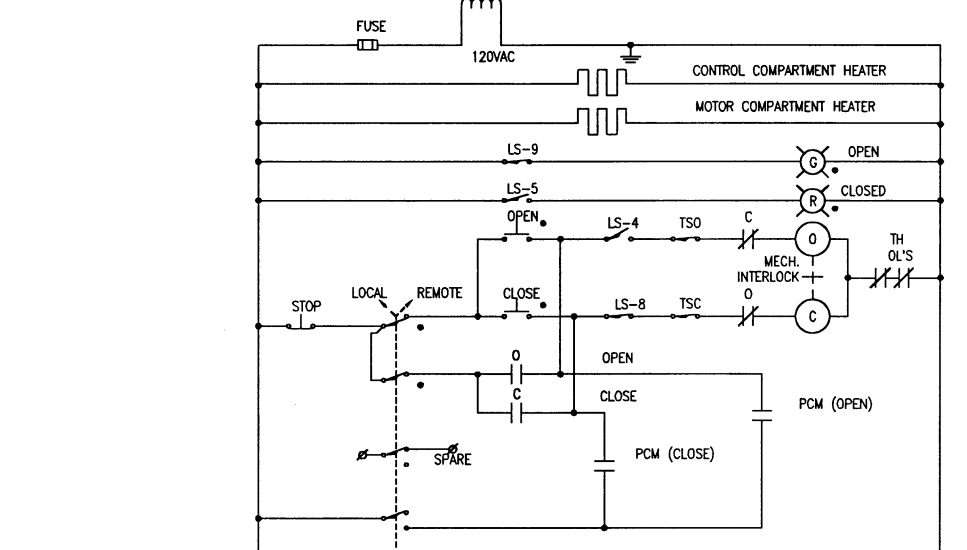 FUSE
120VAC
CONTROL COMPARTMENT HEATER
MOTOR COMPARTMENT HEATER
LS-9
G
OPEN
LS-5
R
CLOSED
OPEN
LS-4
TSO
C
O
TH
OL'S
MECH.
INTERLOCK
LOCAL
REMOTE
STOP
CLOSE
LS-8
TSC
O
C
O
OPEN
C
CLOSE
PCM (OPEN)
SPARE
PCM (CLOSE)